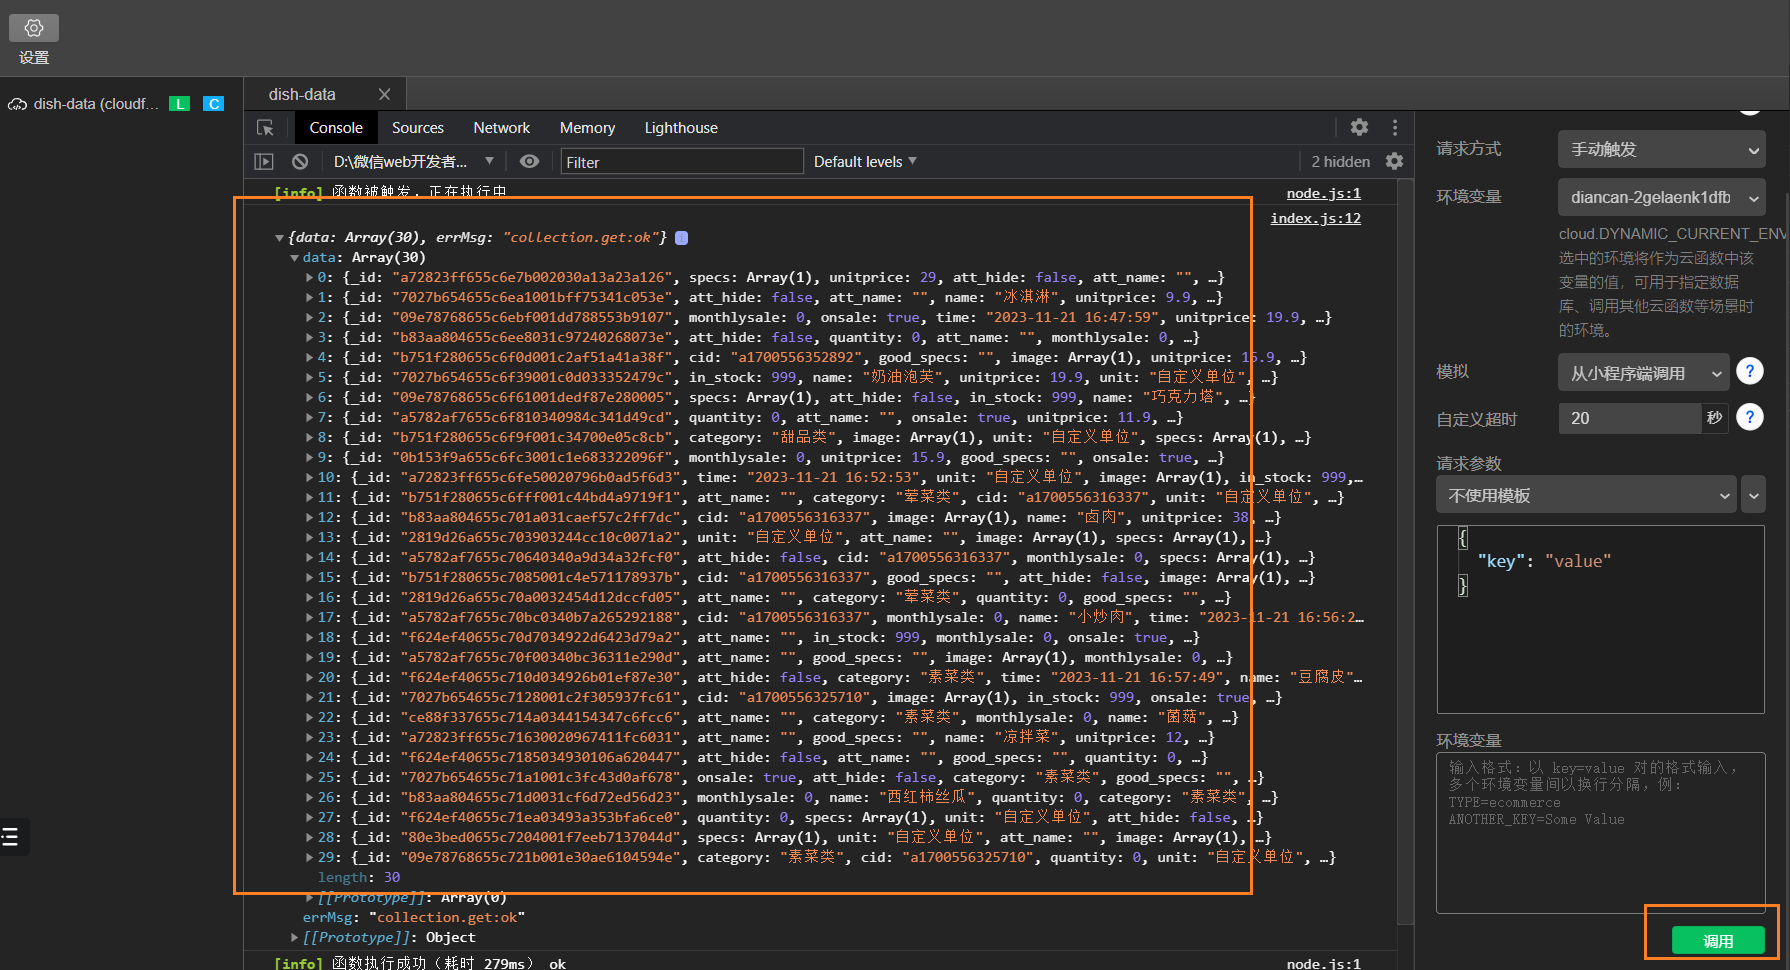 设置
dish-data (cloudf... L C
dish-data
Console Sources Network Memory Lighthouse
D:\微信web开发者... Filter Default levels 2 hidden
[info] 函数被触发，正在执行中 node.js:1
index.js:12
{data: Array(30), errMsg: "collection.get:ok"}
data: Array(30)
0: {_id: "a72823ff655c6e7b002030a13a23a126", specs: Array(1), unitprice: 29, att_hide: false, att_name: "", …}
1: {_id: "7027b654655c6ea1001bff75341c053e", att_hide: false, att_name: "", name: "冰淇淋", unitprice: 9.9, …}
2: {_id: "09e78768655c6ebf001dd788553b9107", monthlysale: 0, onsale: true, time: "2023-11-21 16:47:59", unitprice: 19.9, …}
3: {_id: "b83aa804655c6ee8031c97240268073e", att_hide: false, quantity: 0, att_name: "", monthlysale: 0, …}
4: {_id: "b751f280655c6f0d001c2af51a41a38f", cid: "a1700556352892", good_specs: "", image: Array(1), unitprice: 15.9, …}
5: {_id: "7027b654655c6f39001c0d033352479c", in_stock: 999, name: "奶油泡芙", unitprice: 19.9, unit: "自定义单位", …}
6: {_id: "09e78768655c6f61001dedf87e280005", specs: Array(1), att_hide: false, in_stock: 999, name: "巧克力塔", …}
7: {_id: "a5782af7655c6f810340984c341d49cd", quantity: 0, att_name: "", onsale: true, unitprice: 11.9, …}
8: {_id: "b751f280655c6f9f001c34700e05c8cb", category: "甜品类", image: Array(1), unit: "自定义单位", specs: Array(1), …}
9: {_id: "0b153f9a655c6fc3001c1e683322096f", monthlysale: 0, unitprice: 15.9, good_specs: "", onsale: true, …}
10: {_id: "a72823ff655c6fe50020796b0ad5f6d3", time: "2023-11-21 16:52:53", unit: "自定义单位", image: Array(1), in_stock: 999,…
11: {_id: "b751f280655c6fff001c44bd4a9719f1", att_name: "", category: "荤菜类", cid: "a1700556316337", unit: "自定义单位", …}
12: {_id: "b83aa804655c701a031caef57c2ff7dc", cid: "a1700556316337", image: Array(1), name: "卤肉", unitprice: 38, …}
13: {_id: "2819d26a655c703903244cc10c0071a2", unit: "自定义单位", att_name: "", image: Array(1), specs: Array(1), …}
14: {_id: "a5782af7655c70640340a9d34a32fcf0", att_hide: false, cid: "a1700556316337", monthlysale: 0, specs: Array(1), …}
15: {_id: "b751f280655c7085001c4e571178937b", cid: "a1700556316337", good_specs: "", att_hide: false, image: Array(1), …}
16: {_id: "2819d26a655c70a0032454d12dccfd05", att_name: "", category: "荤菜类", quantity: 0, good_specs: "", …}
17: {_id: "a5782af7655c70bc0340b7a265292188", cid: "a1700556316337", monthlysale: 0, name: "小炒肉", time: "2023-11-21 16:56:2…
18: {_id: "f624ef40655c70d7034922d6423d79a2", att_name: "", in_stock: 999, monthlysale: 0, onsale: true, …}
19: {_id: "a5782af7655c70f00340bc36311e290d", att_name: "", good_specs: "", image: Array(1), monthlysale: 0, …}
20: {_id: "f624ef40655c710d034926b01ef87e30", att_hide: false, category: "素菜类", time: "2023-11-21 16:57:49", name: "豆腐皮"…
21: {_id: "7027b654655c7128001c2f305937fc61", cid: "a1700556325710", image: Array(1), in_stock: 999, onsale: true, …}
22: {_id: "ce88f337655c714a0344154347c6fcc6", att_name: "", category: "素菜类", monthlysale: 0, name: "菌菇", …}
23: {_id: "a72823ff655c71630020967411fc6031", att_name: "", good_specs: "", name: "凉拌菜", unitprice: 12, …}
24: {_id: "f624ef40655c7185034930106a620447", att_hide: false, att_name: "", good_specs: "", quantity: 0, …}
25: {_id: "7027b654655c71a1001c3fc43d0af678", onsale: true, att_hide: false, category: "素菜类", good_specs: "", …}
26: {_id: "b83aa804655c71d0031cf6d72ed56d23", monthlysale: 0, name: "西红柿丝瓜", quantity: 0, category: "素菜类", …}
27: {_id: "f624ef40655c71ea03493a353bfa6ce0", quantity: 0, specs: Array(1), unit: "自定义单位", att_hide: false, …}
28: {_id: "80e3bed0655c7204001f7eeb7137044d", specs: Array(1), unit: "自定义单位", att_name: "", image: Array(1), …}
29: {_id: "09e78768655c721b001e30ae6104594e", category: "素菜类", cid: "a1700556325710", quantity: 0, unit: "自定义单位", …}
length: 30
[[Prototype]]: Array(0)
errMsg: "collection.get:ok"
[[Prototype]]: Object
[info] 函数执行成功（耗时 279ms） ok node.js:1
请求方式 手动触发
环境变量 diancan-2gelaenk1dfb
cloud.DYNAMIC_CURRENT_ENV
选中的环境将作为云函数中该
变量的值，可用于指定数据
库、调用其他云函数等场景时
的环境。
模拟 从小程序端调用 ?
自定义超时 20 秒 ?
请求参数
不使用模板
{
"key": "value"
}
环境变量
输入格式：以 key=value 对的格式输入，
多个环境变量间以换行分隔，例：
TYPE=ecommerce
ANOTHER_KEY=Some Value
调用